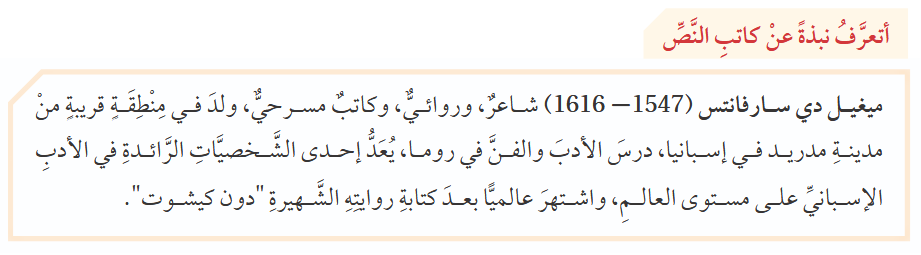 أتعرَّفُ نبذةً عنْ كاتبِ النَّصِّ
ميغيل دي سارفانتس (1547 – 1616) شاعرٌ، وروائيٌّ، وكاتبٌ مسرحيٌّ، ولدَ في مِنْطِقَةٍ قريبةٍ منْ
مدينةِ مدريد في إسبانيا، درسَ الأدبَ والفنَّ في روما، يُعَدُّ إحدى الشَّخصيَّاتِ الرَّائدةِ في الأدبِ
الإسبانيِّ على مستوى العالمِ، واشتهرَ عالميًّا بعدَ كتابةِ روايتِهِ الشَّهيرةِ "دون كيشوت".